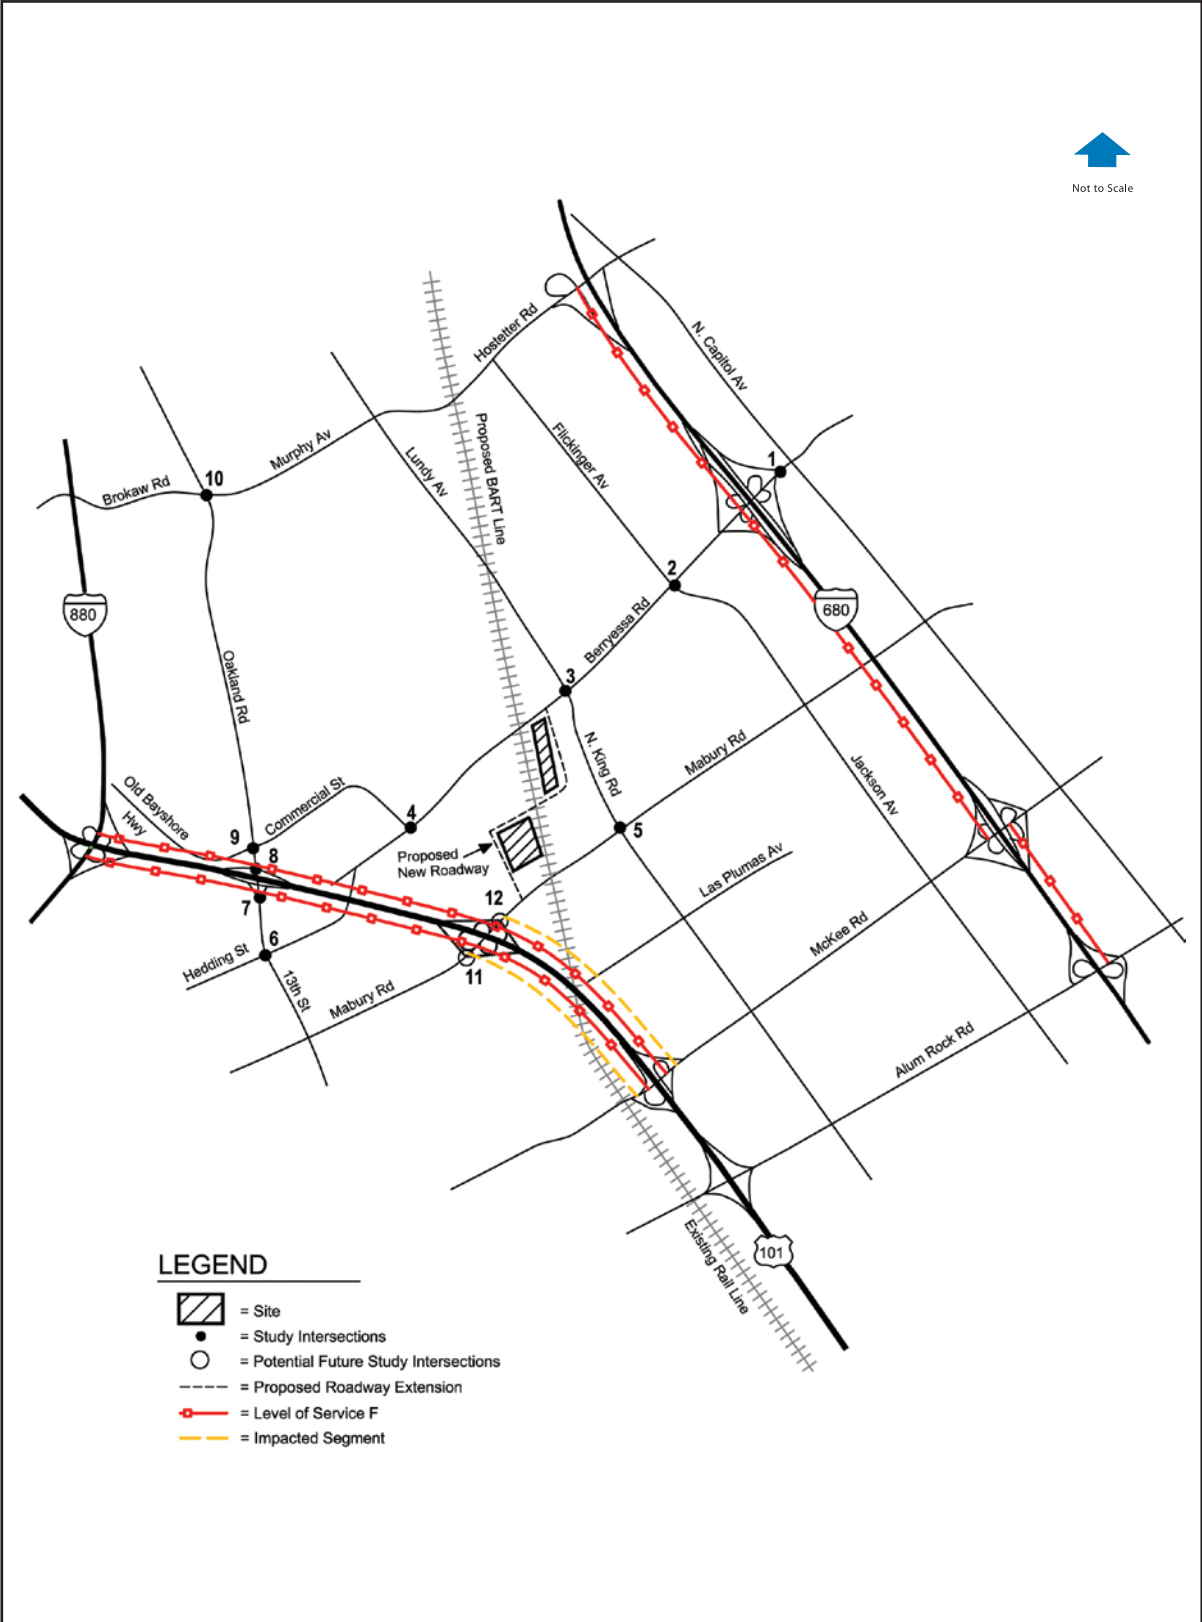 Not to Scale
Hostetter Rd
N. Capitol Av
Proposed BART Line
Flickinger Av
Murphy Av
Lundy Av
1
Brokaw Rd
10
2
880
680
Berryessa Rd
Oakland Rd
3
N. King Rd
Mabury Rd
Jackson Av
Old Bayshore
Hwy
Commercial St
4
9
5
8
Proposed
New Roadway
Las Plumas Av
7
12
McKee Rd
6
Hedding St
11
13th St
Mabury Rd
Alum Rock Rd
Existing Rail Line
101
LEGEND
= Site
= Study Intersections
= Potential Future Study Intersections
= Proposed Roadway Extension
= Level of Service F
= Impacted Segment